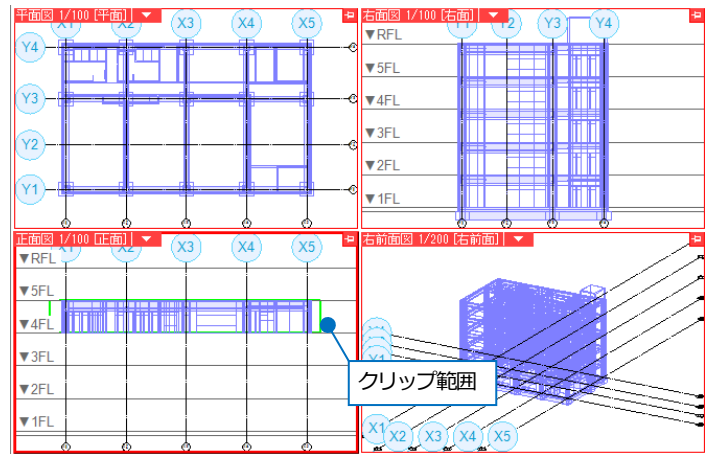 平面図 1/100 [平面]
X1 X2 X3 X4 X5
Y4
Y3
Y2
Y1
右面図 1/100 [右面]
Y1 Y2 Y3 Y4
▼RFL
▼5FL
▼4FL
▼3FL
▼2FL
▼1FL
正面図 1/100 [正面]
X1 X2 X3 X4 X5
▼RFL
▼5FL
▼4FL
▼3FL
▼2FL
▼1FL
右前面図 1/200 [右前面]
クリップ範囲
X1 X2 X3 X4 X5